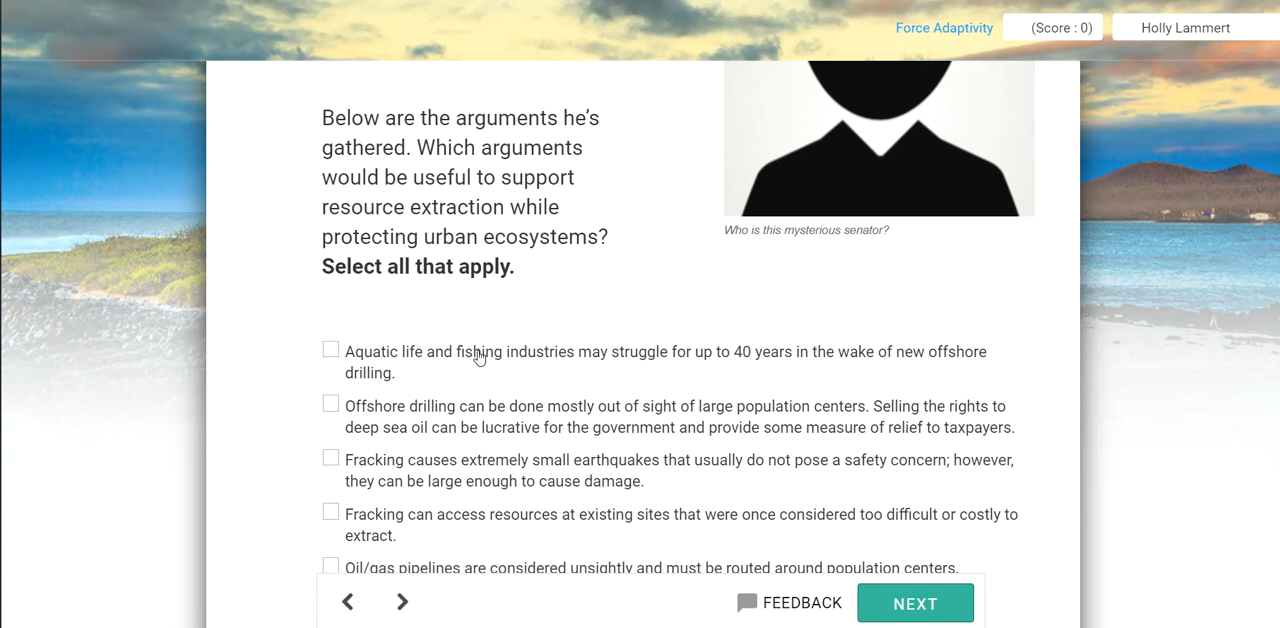 Force Adaptivity
(Score : 0)
Holly Lammert
Below are the arguments he’s
gathered. Which arguments
would be useful to support
resource extraction while
protecting urban ecosystems?
Select all that apply.
Who is this mysterious senator?
Aquatic life and fishing industries may struggle for up to 40 years in the wake of new offshore
drilling.
Offshore drilling can be done mostly out of sight of large population centers. Selling the rights to
deep sea oil can be lucrative for the government and provide some measure of relief to taxpayers.
Fracking causes extremely small earthquakes that usually do not pose a safety concern; however,
they can be large enough to cause damage.
Fracking can access resources at existing sites that were once considered too difficult or costly to
extract.
Oil/gas pipelines are considered unsightly and must be routed around population centers.
FEEDBACK
NEXT